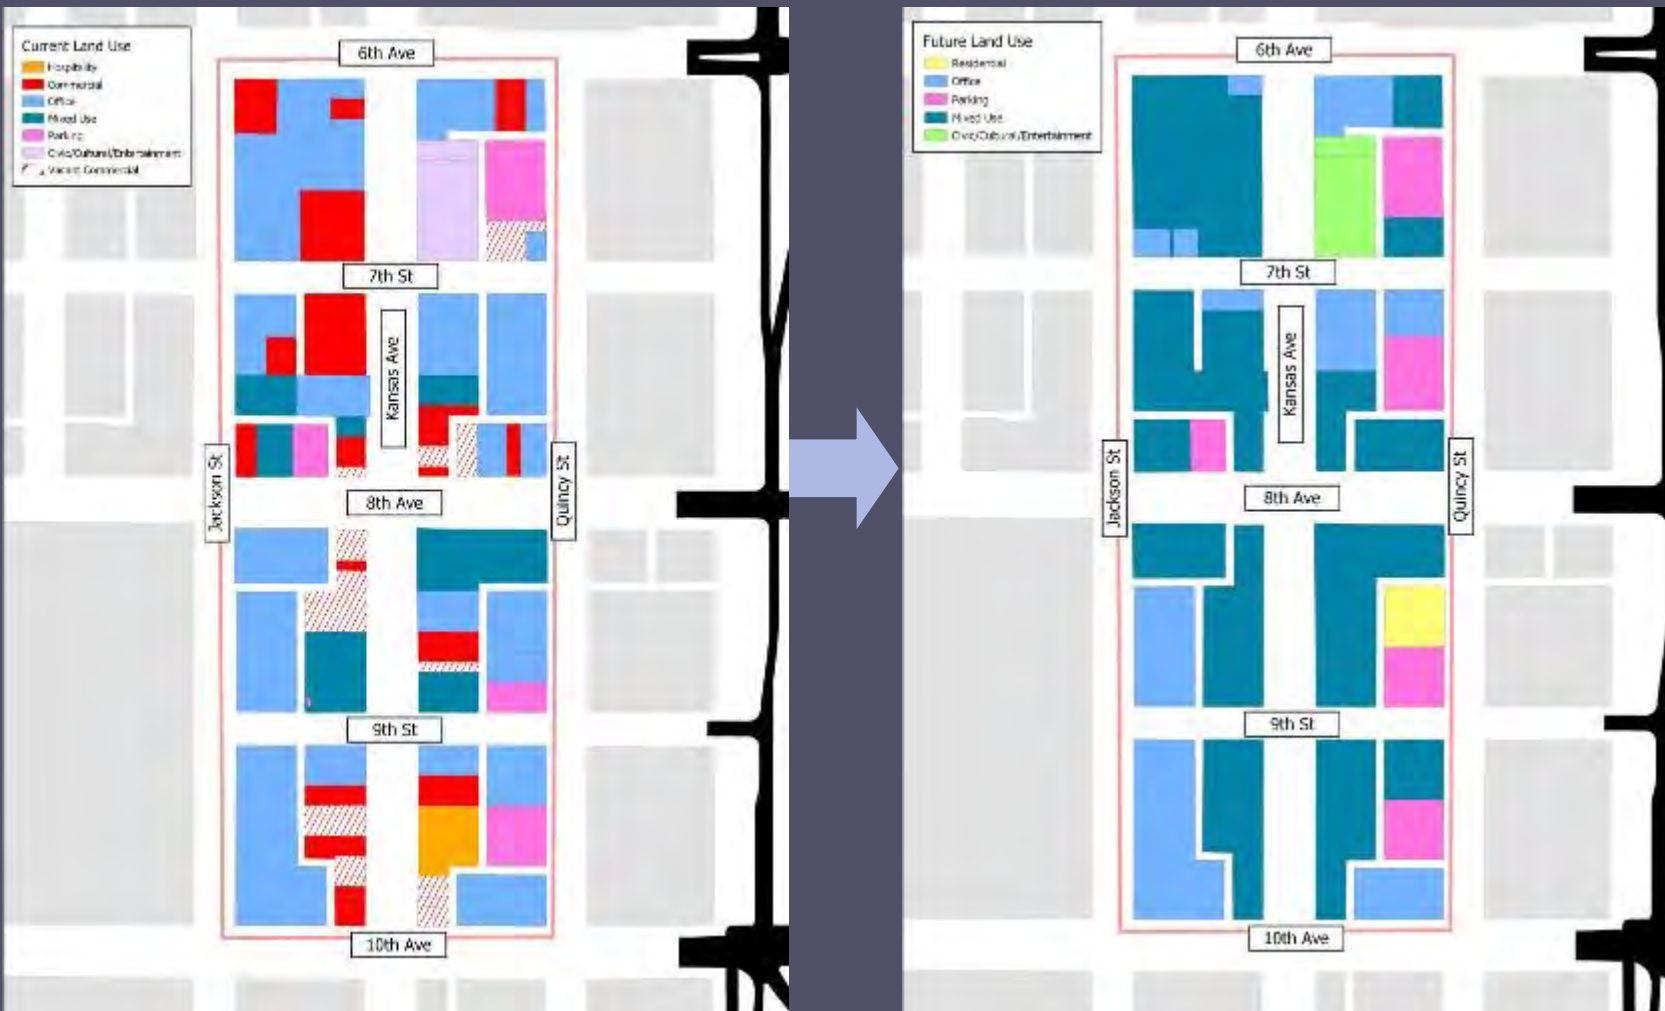 Current Land Use
Hospitality
Commercial
Office
Mixed Use
Parking
Civic/Cultural/Entertainment
Vacant Commercial
6th Ave
7th St
Kansas Ave
Jackson St
8th Ave
Quincy St
9th St
10th Ave
Future Land Use
Residential
Office
Parking
Mixed Use
Civic/Cultural/Entertainment
6th Ave
7th St
Kansas Ave
Jackson St
8th Ave
Quincy St
9th St
10th Ave